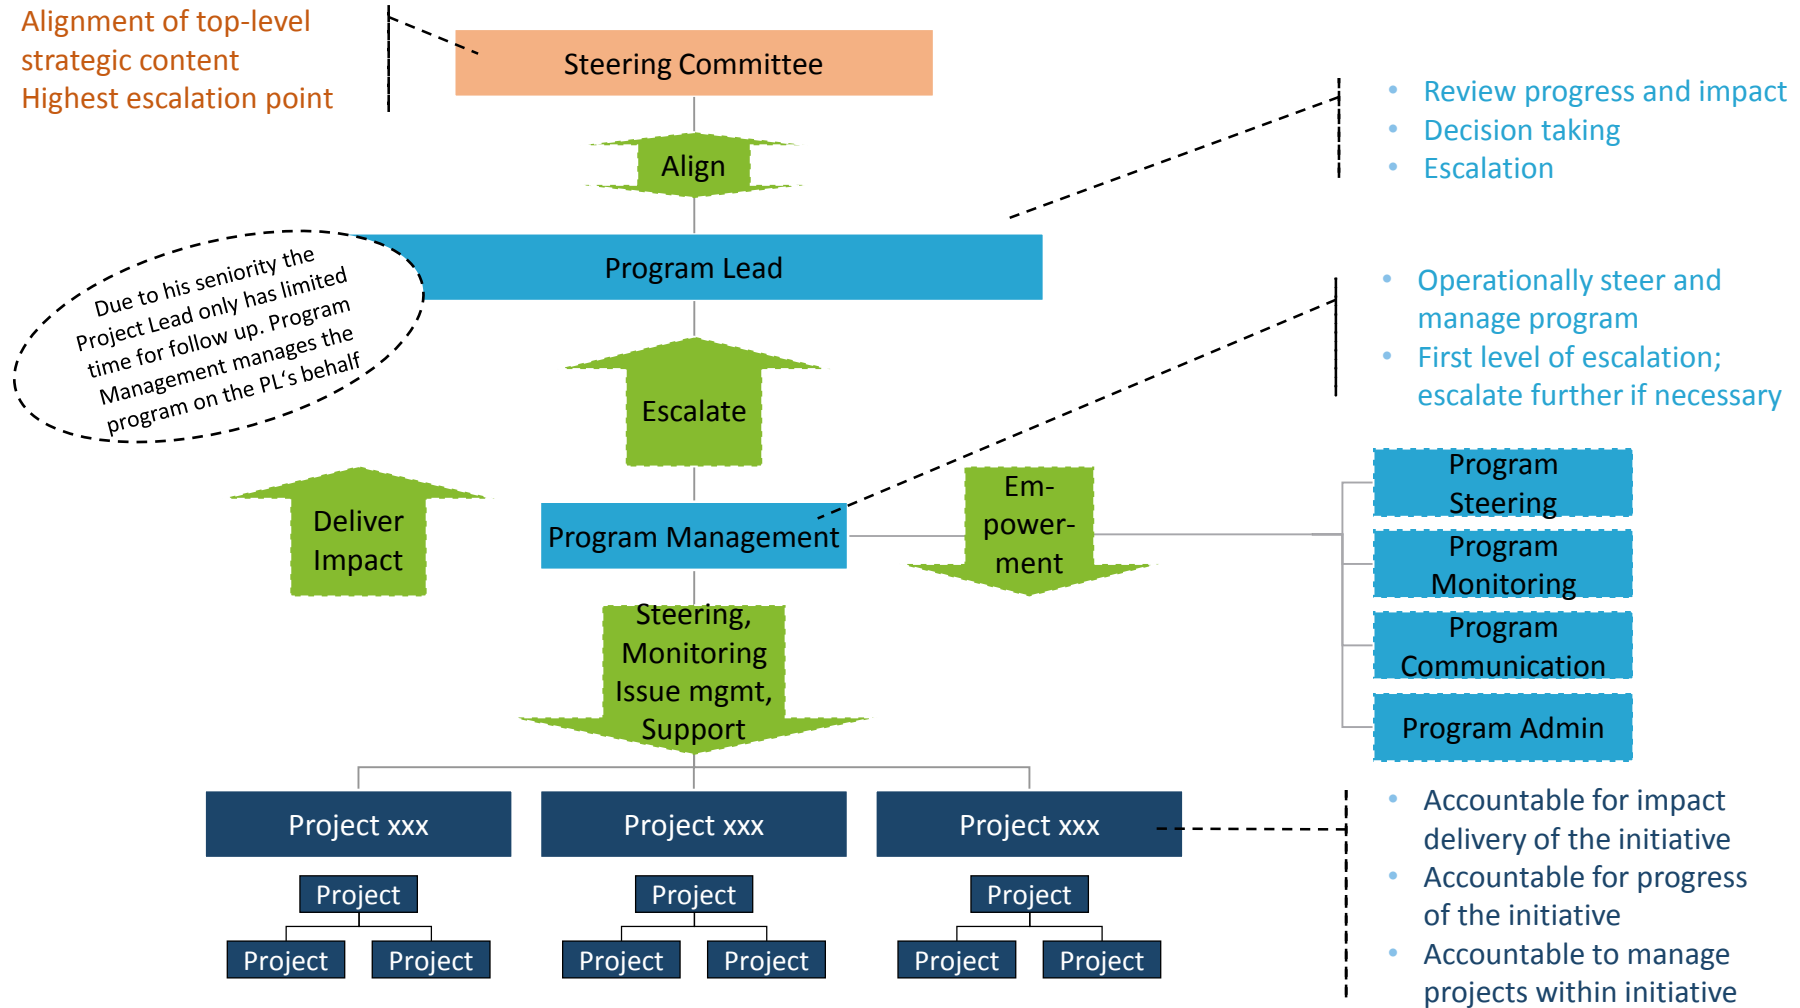 Alignment of top-level
strategic content
Highest escalation point
Steering Committee
• Review progress and impact
• Decision taking
• Escalation
Align
Program Lead
Due to his seniority the
Project Lead only has limited
time for follow up. Program
Management manages the
program on the PL‘s behalf
• Operationally steer and
manage program
• First level of escalation;
escalate further if necessary
Escalate
Deliver
Impact
Program Management
Em-
power-
ment
Program
Steering
Program
Monitoring
Program
Communication
Program Admin
Steering,
Monitoring
Issue mgmt,
Support
Project xxx
Project xxx
Project xxx
• Accountable for impact
delivery of the initiative
• Accountable for progress
of the initiative
• Accountable to manage
projects within initiative
Project
Project
Project
Project
Project
Project
Project
Project
Project